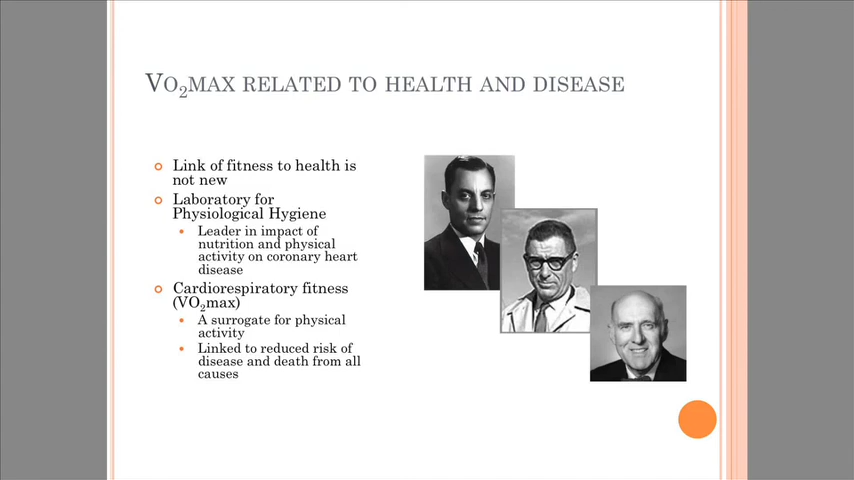 VO2MAX RELATED TO HEALTH AND DISEASE
Link of fitness to health is
not new
Laboratory for
Physiological Hygiene
Leader in impact of
nutrition and physical
activity on coronary heart
disease
Cardiorespiratory fitness
(VO2max)
A surrogate for physical
activity
Linked to reduced risk of
disease and death from all
causes